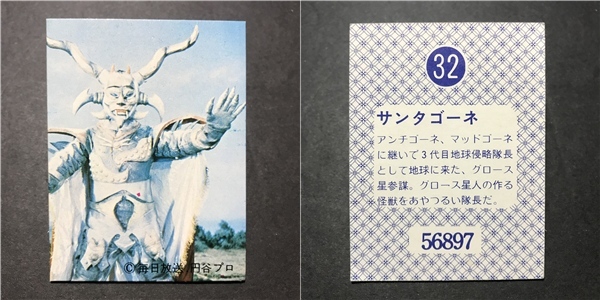 ©毎日放送 円谷プロ
32
サンタゴーネ
アンチゴーネ、マッドゴーネ
に継いで3代目地球侵略隊長
として地球に来た、グロース
星参謀。グロース星人の作る
怪獣をあやつるい隊長だ。
56897